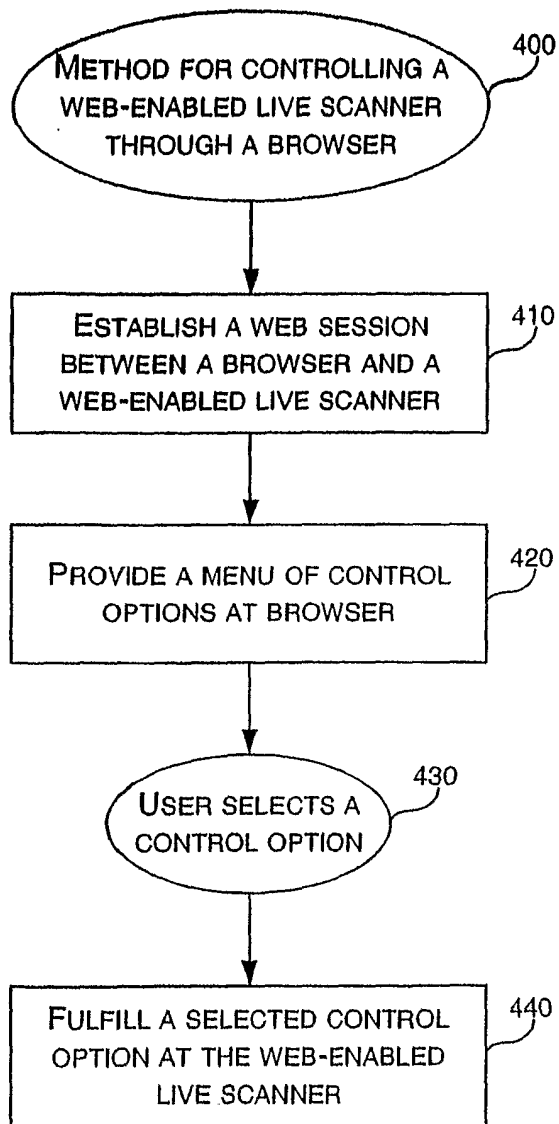 400
METHOD FOR CONTROLLING A
WEB-ENABLED LIVE SCANNER
THROUGH A BROWSER
410
ESTABLISH A WEB SESSION
BETWEEN A BROWSER AND A
WEB-ENABLED LIVE SCANNER
420
PROVIDE A MENU OF CONTROL
OPTIONS AT BROWSER
430
USER SELECTS A
CONTROL OPTION
440
FULFILL A SELECTED CONTROL
OPTION AT THE WEB-ENABLED
LIVE SCANNER